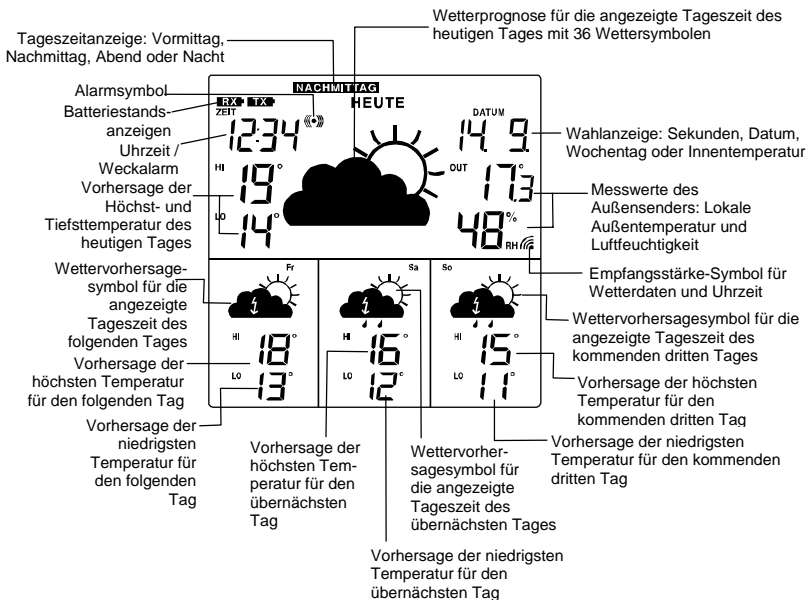 Wetterprognose für die angezeigte Tageszeit des
heutigen Tages mit 36 Wettersymbolen
Tageszeitanzeige: Vormittag,
Nachmittag, Abend oder Nacht
Alarmsymbol
Batteriestands-
anzeigen
Uhrzeit /
Weckalarm
Vorhersage der
Höchst- und
Tiefsttemperatur des
heutigen Tages
Wettervorhersage-
symbol für die
angezeigte
Tageszeit des
folgenden Tages
Vorhersage der
höchsten Temperatur
für den folgenden Tag
Vorhersage der
niedrigsten
Temperatur für
den folgenden
Tag
NACHMITTAG
HEUTE
RX TX
ZEIT
12:34
HI
19°
LO
14°
DATUM
14. 9.
OUT
17.3°
48%
RH
Fr
HI
18°
LO
13°
Sa
HI
16°
LO
12°
So
HI
15°
LO
11°
Wahlanzeige: Sekunden, Datum,
Wochentag oder Innentemperatur
Messwerte des
Außensenders: Lokale
Außentemperatur und
Luftfeuchtigkeit
Empfangsstärke-Symbol für
Wetterdaten und Uhrzeit
Wettervorhersagesymbol für die
angezeigte Tageszeit des
kommenden dritten Tages
Vorhersage der höchsten
Temperatur für den
kommenden dritten Tag
Vorhersage der niedrigsten
Temperatur für den kommenden
dritten Tag
Vorhersage der
höchsten Tem-
peratur für den
übernächsten
Tag
Wettervorher-
sagesymbol für
die angezeigte
Tageszeit des
übernächsten Tages
Vorhersage der niedrigsten
Temperatur für den
übernächsten Tag